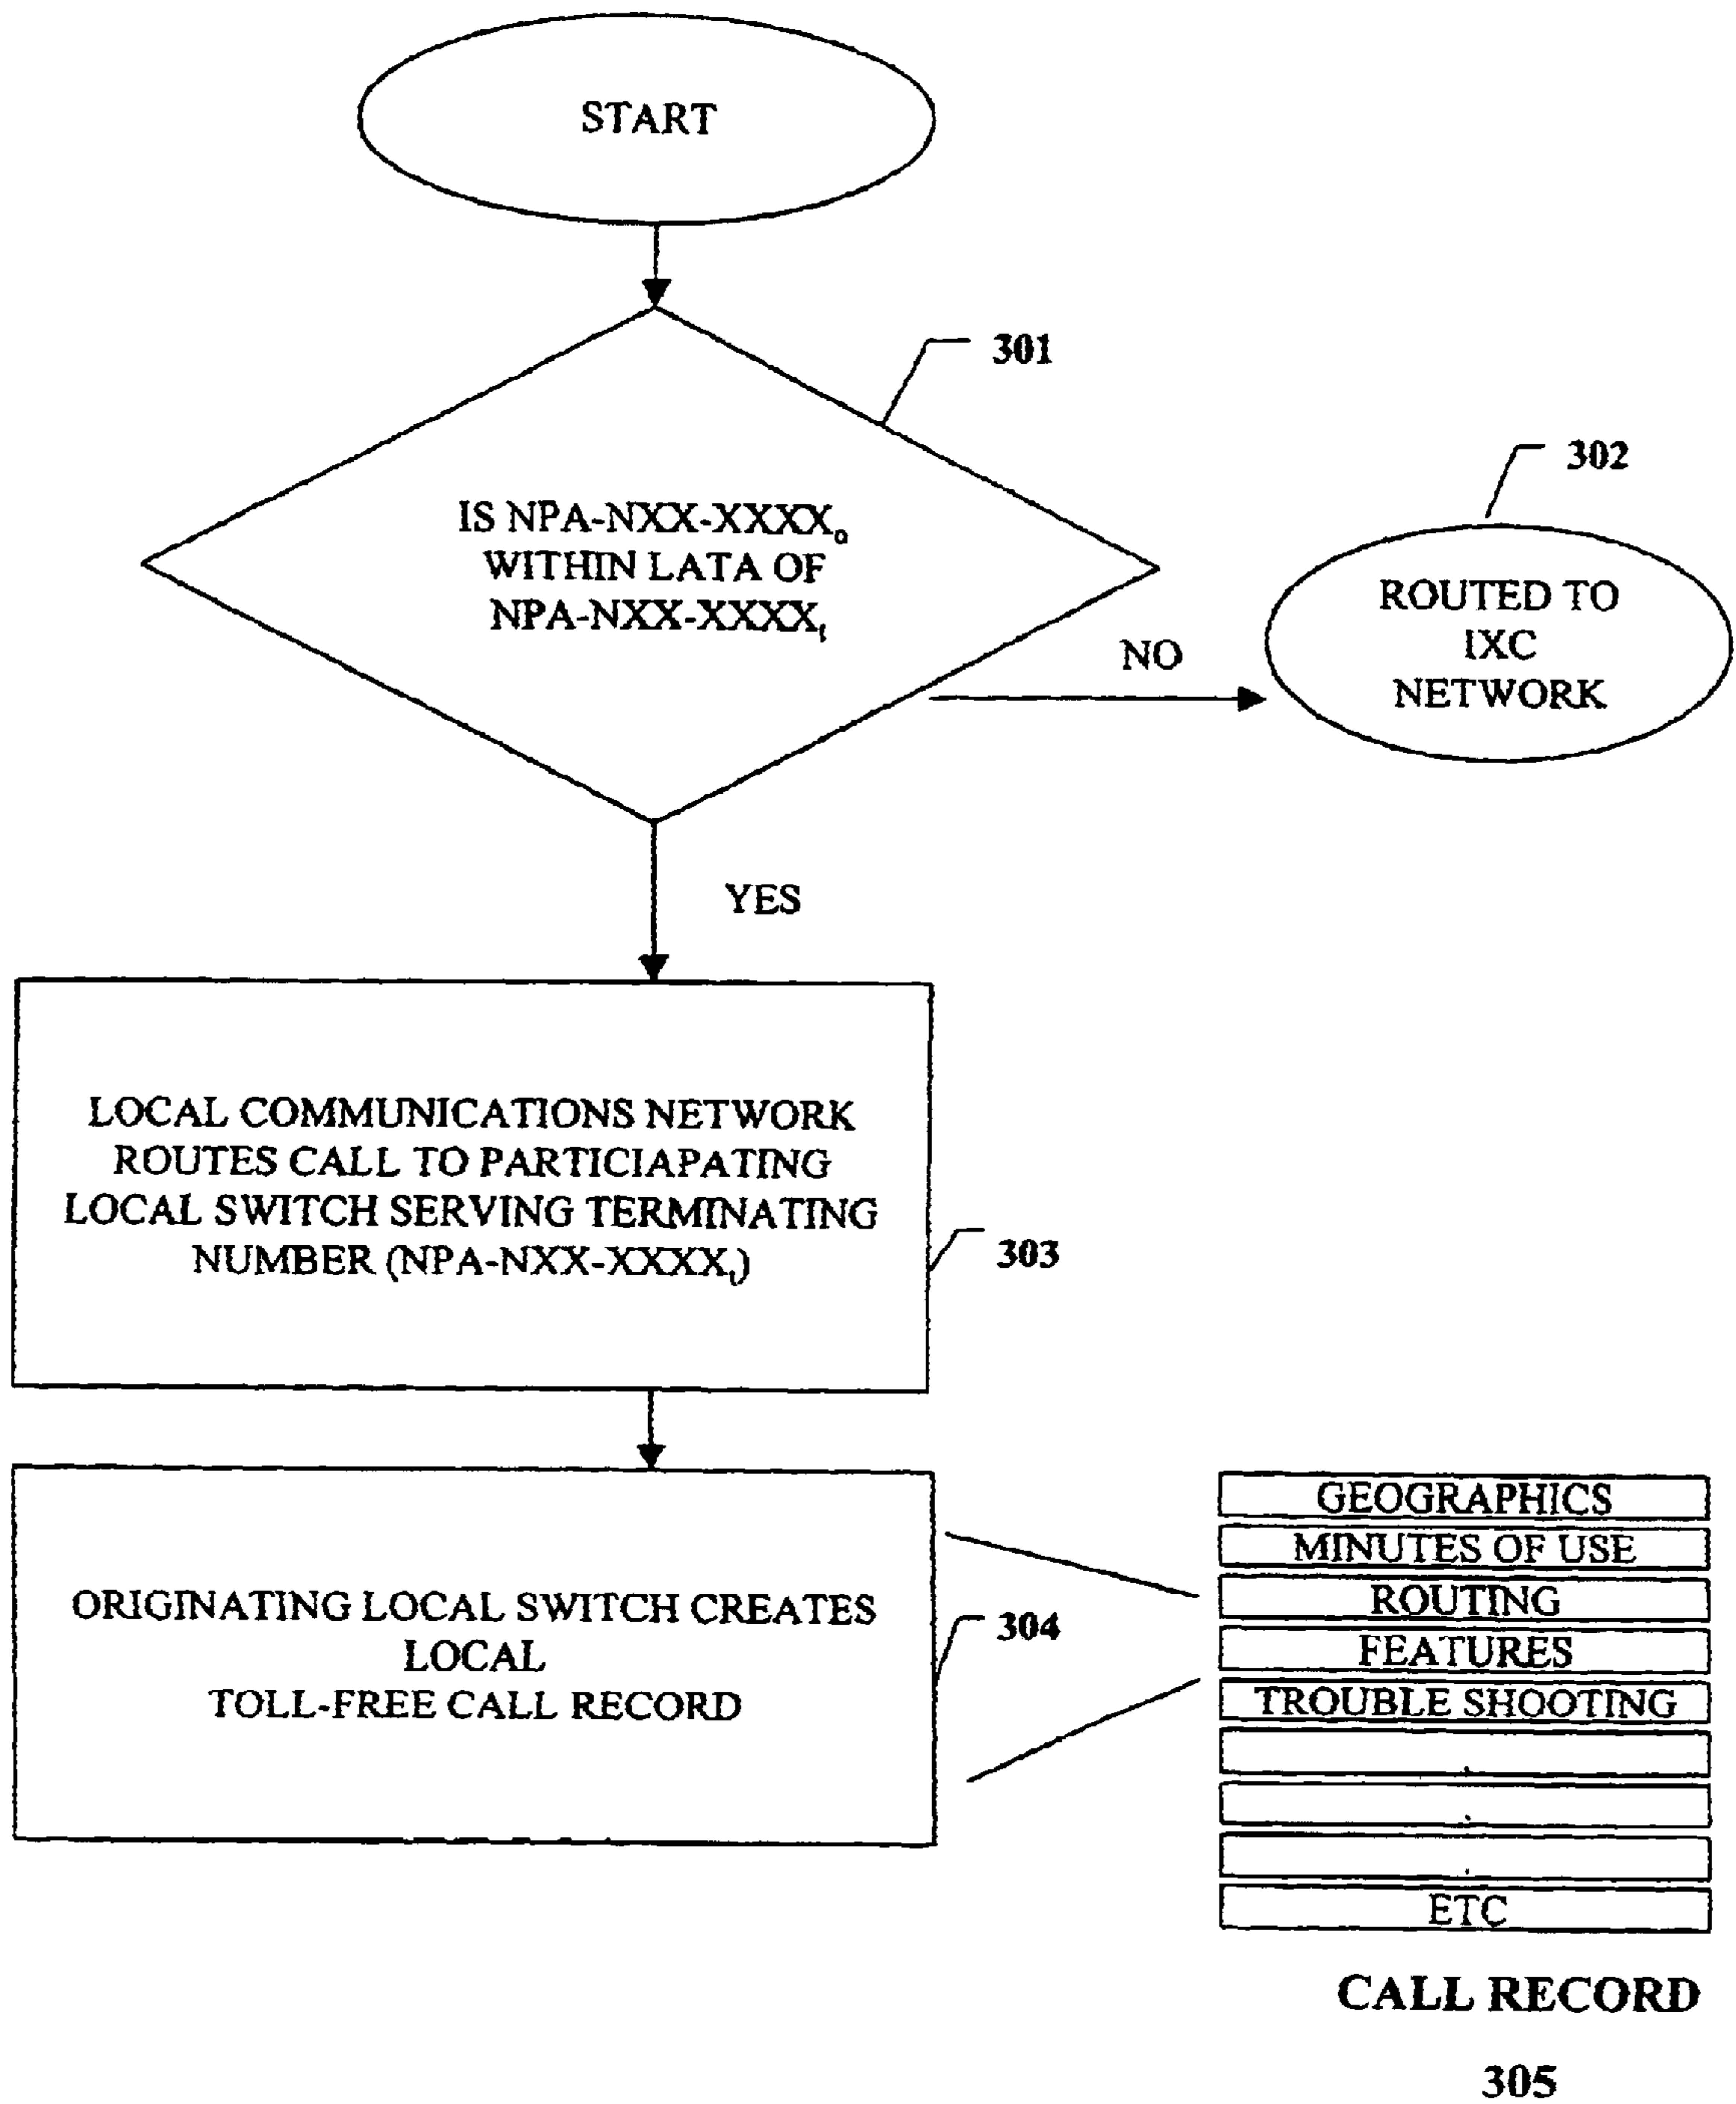 START
301
IS NPA-NXX-XXXXo
WITHIN LATA OF
NPA-NXX-XXXXt
302
ROUTED TO
IXC
NETWORK
NO
YES
LOCAL COMMUNICATIONS NETWORK
ROUTES CALL TO PARTICIAPATING
LOCAL SWITCH SERVING TERMINATING
NUMBER (NPA-NXX-XXXXt)
303
ORIGINATING LOCAL SWITCH CREATES
LOCAL
TOLL-FREE CALL RECORD
304
GEOGRAPHICS
MINUTES OF USE
ROUTING
FEATURES
TROUBLE SHOOTING
.
.
.
ETC
CALL RECORD
305